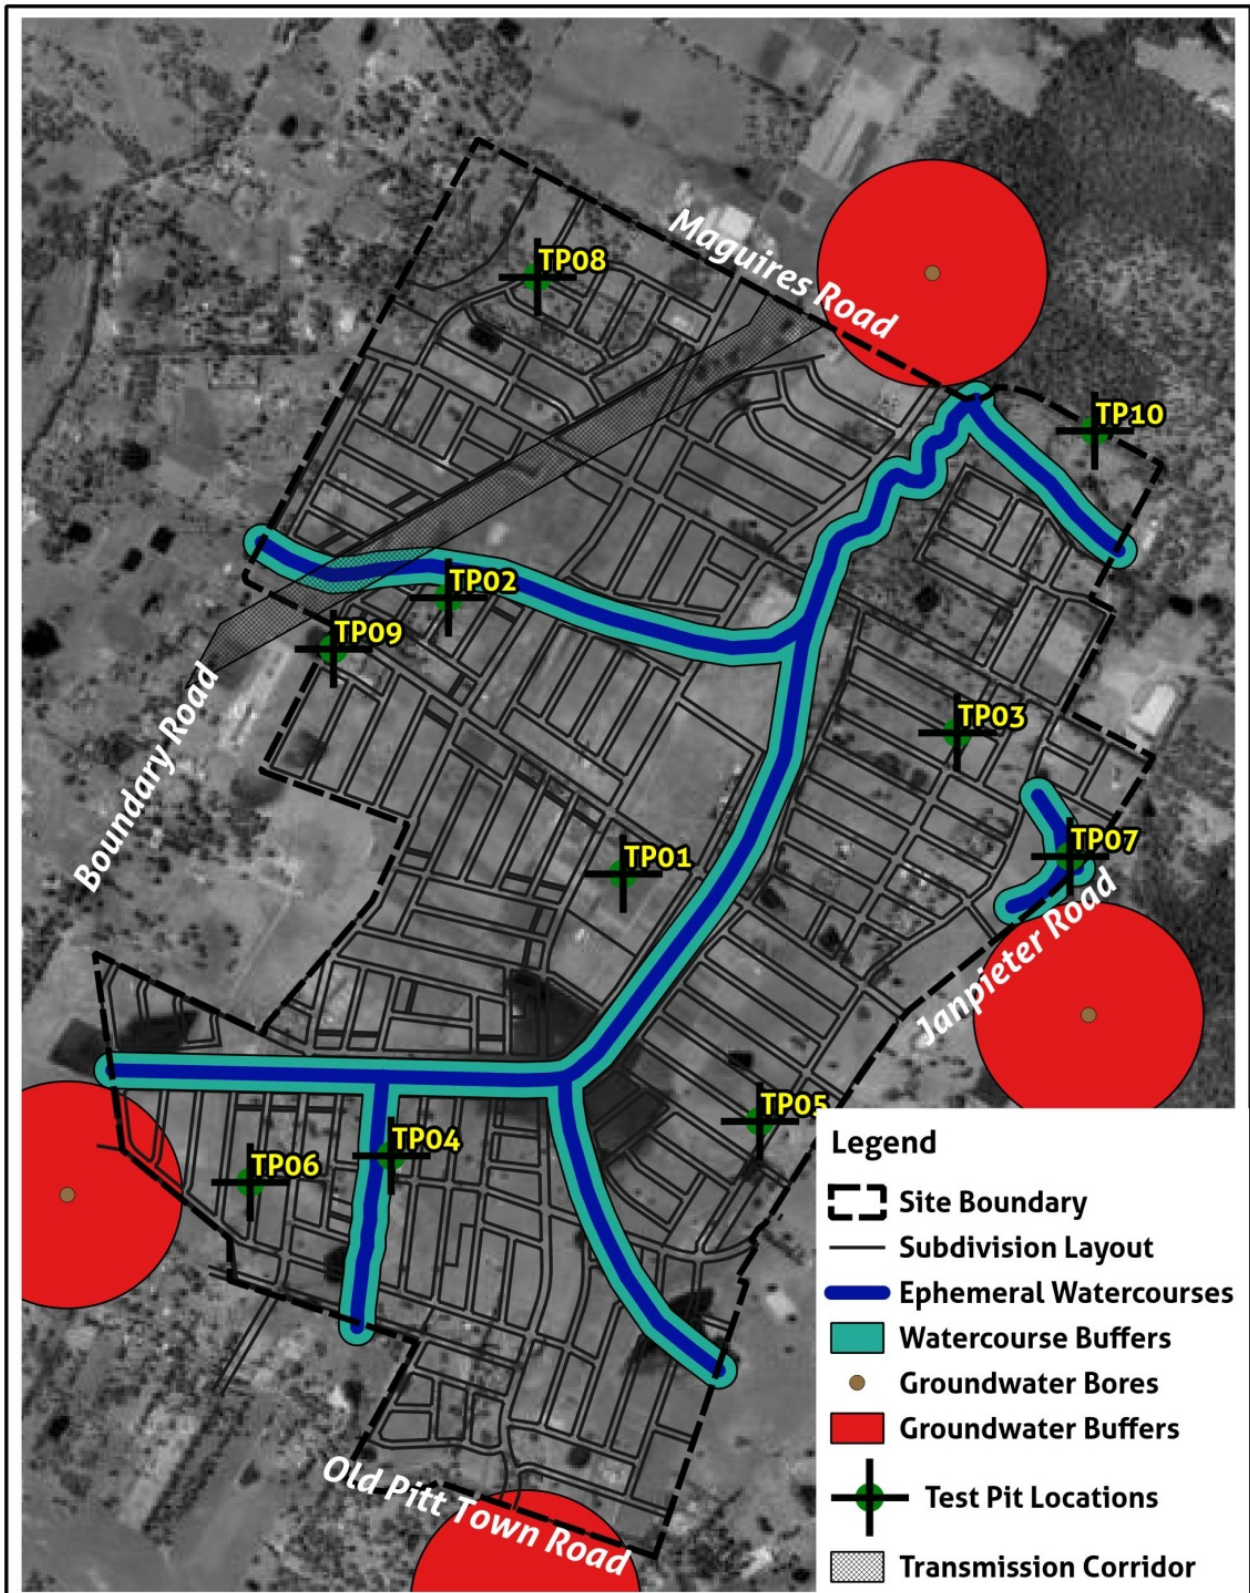 Maguires Road
TP08
TP10
TP02
TP09
TP03
Boundary Road
TP07
TP01
Janpieter Road
TP05
TP04
TP06
Old Pitt Town Road
Legend
Site Boundary
Subdivision Layout
Ephemeral Watercourses
Watercourse Buffers
Groundwater Bores
Groundwater Buffers
Test Pit Locations
Transmission Corridor